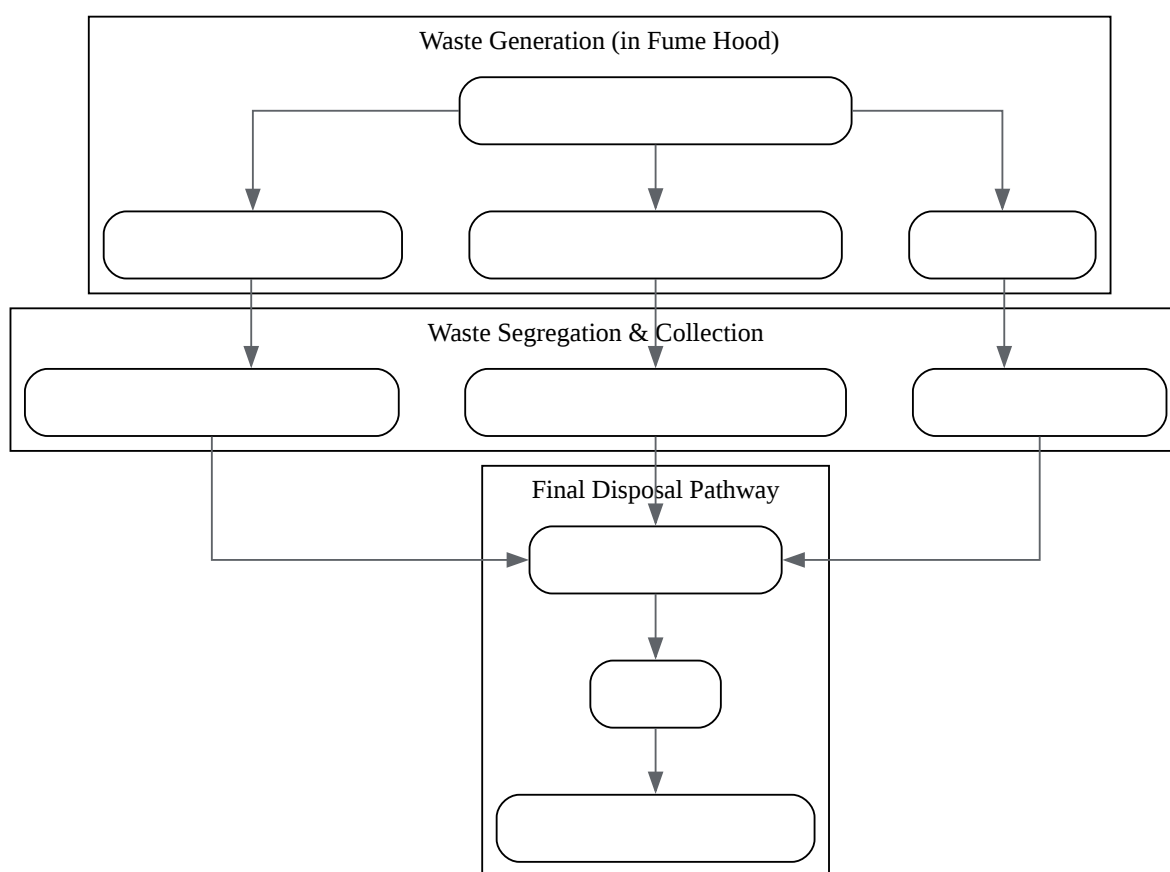 Waste Generation (in Fume Hood)
Waste Segregation & Collection
Final Disposal Pathway